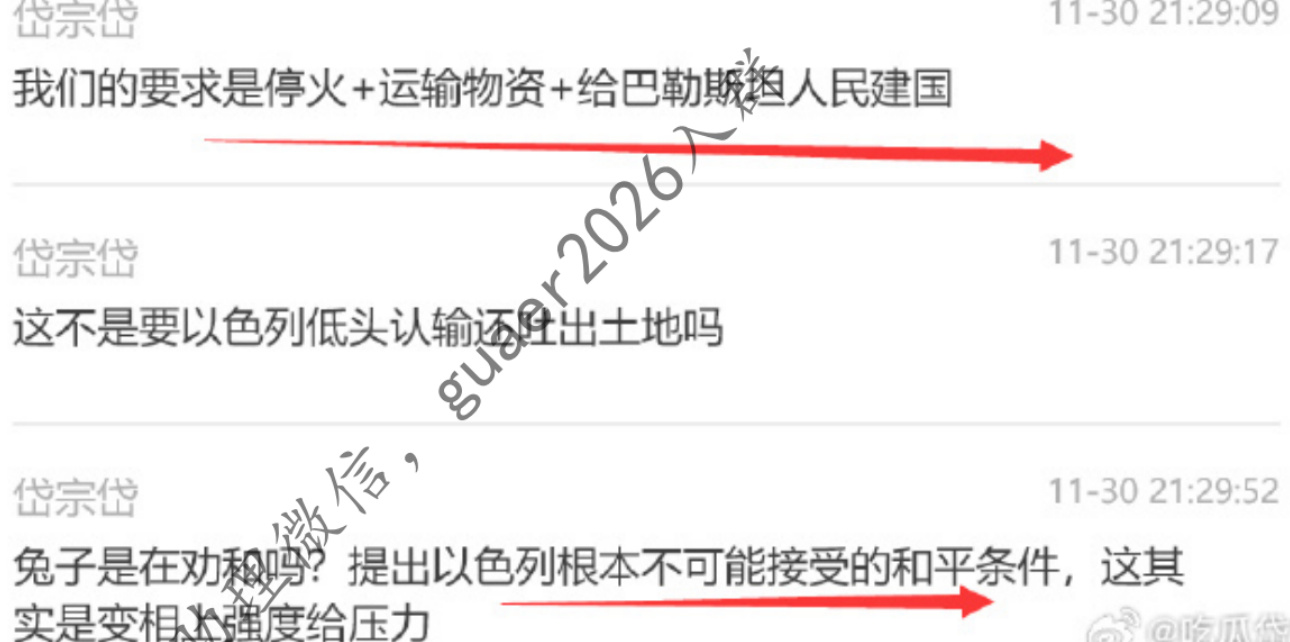 岱宗岱 11-30 21:29:09
我们的要求是停火+运输物资+给巴勒斯坦人民建国
岱宗岱 11-30 21:29:17
这不是要以色列低头认输还吐出土地吗
岱宗岱 11-30 21:29:52
兔子是在劝和吗？提出以色列根本不可能接受的和平条件，这其
实是变相上强度给压力
助理微信，guaer2026入群
@吃瓜岱